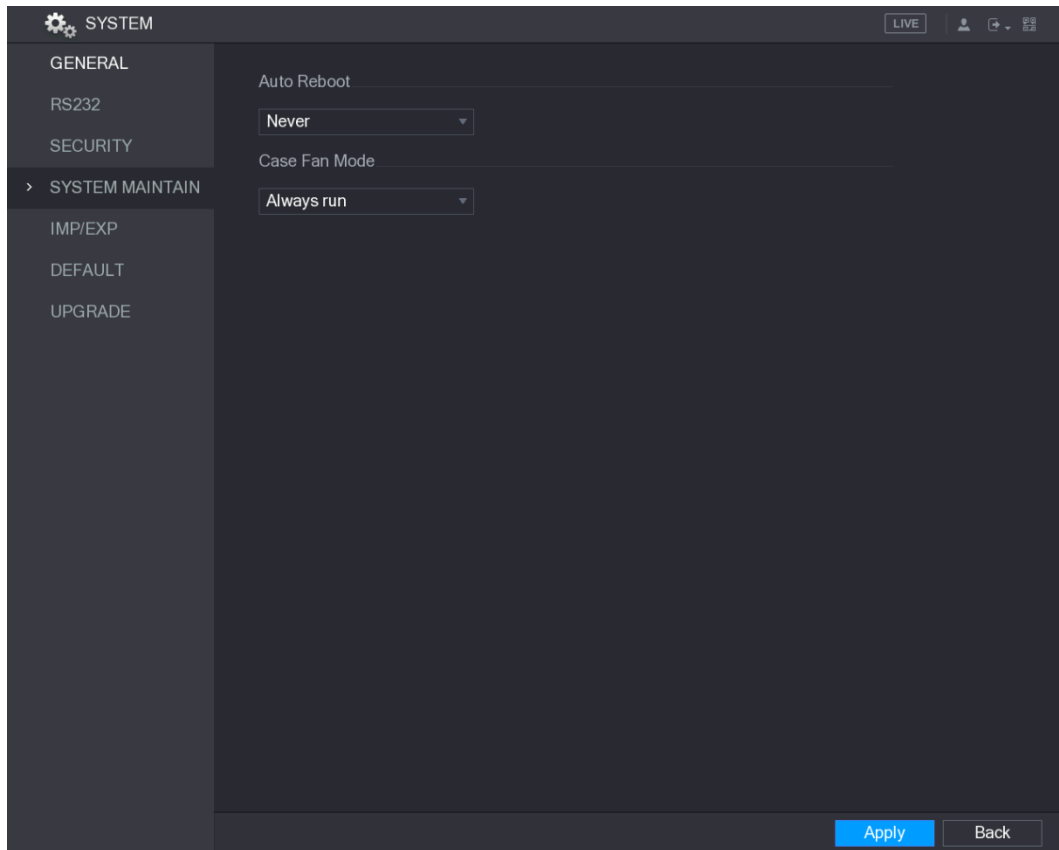 SYSTEM
LIVE
GENERAL
RS232
SECURITY
SYSTEM MAINTAIN
IMP/EXP
DEFAULT
UPGRADE
Auto Reboot
Never
Case Fan Mode
Always run
Apply
Back